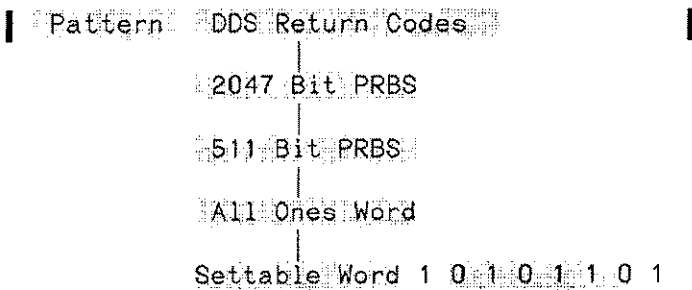 Pattern DDS Return Codes
2047 Bit PRBS
511 Bit PRBS
All Ones Word
Settable Word 1 0 1 0 1 1 0 1